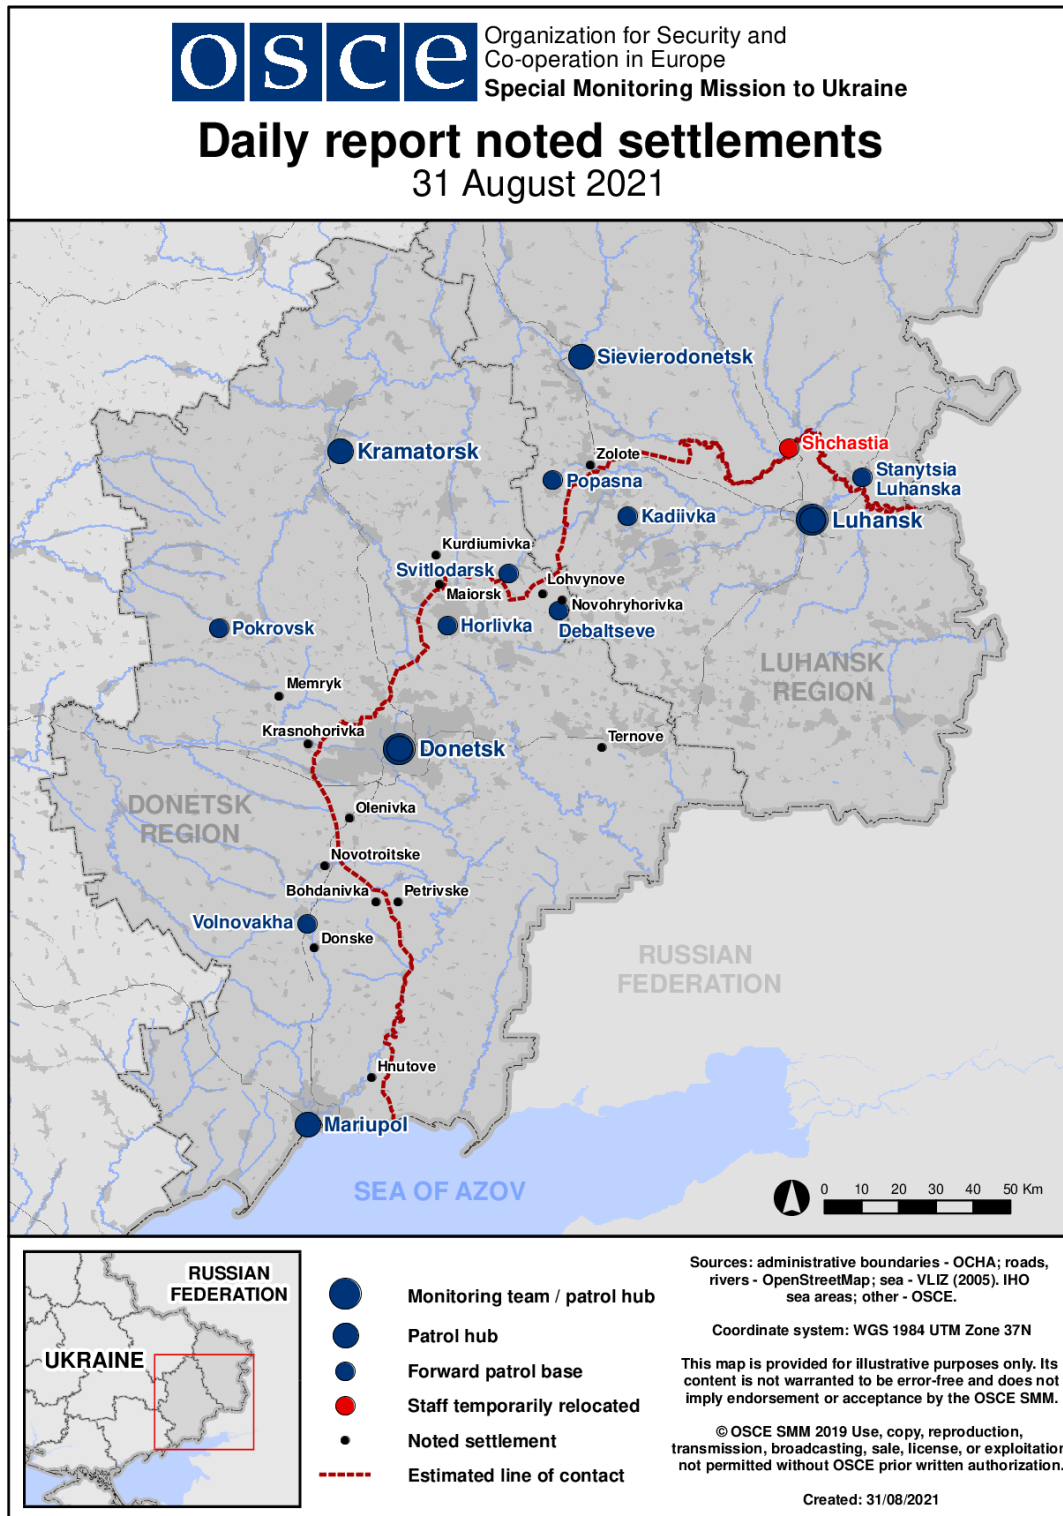 osce
Organization for Security and
Co-operation in Europe
Special Monitoring Mission to Ukraine
Daily report noted settlements
31 August 2021
Sievierodonetsk
Kramatorsk
Shchastia
Zolote
Popasna
Stanytsia
Luhanska
Kadiivka
Luhansk
Kurdiumivka
Svitlodarsk
Maiorsk
Lohvynove
Novohryhorivka
Debaltseve
Horlivka
Pokrovsk
LUHANSK
REGION
Memryk
Krasnohorivka
Donetsk
Ternove
DONETSK
REGION
Olenivka
Novotroitske
Bohdanivka
Petrivske
Volnovakha
Donske
RUSSIAN
FEDERATION
Hnutove
Mariupol
SEA OF AZOV
0 10 20 30 40 50 Km
RUSSIAN
FEDERATION
UKRAINE
Monitoring team / patrol hub
Patrol hub
Forward patrol base
Staff temporarily relocated
Noted settlement
Estimated line of contact
Sources: administrative boundaries - OCHA; roads,
rivers - OpenStreetMap; sea - VLIZ (2005). IHO
sea areas; other - OSCE.
Coordinate system: WGS 1984 UTM Zone 37N
This map is provided for illustrative purposes only. Its
content is not warranted to be error-free and does not
imply endorsement or acceptance by the OSCE SMM.
© OSCE SMM 2019 Use, copy, reproduction,
transmission, broadcasting, sale, license, or exploitation
not permitted without OSCE prior written authorization.
Created: 31/08/2021